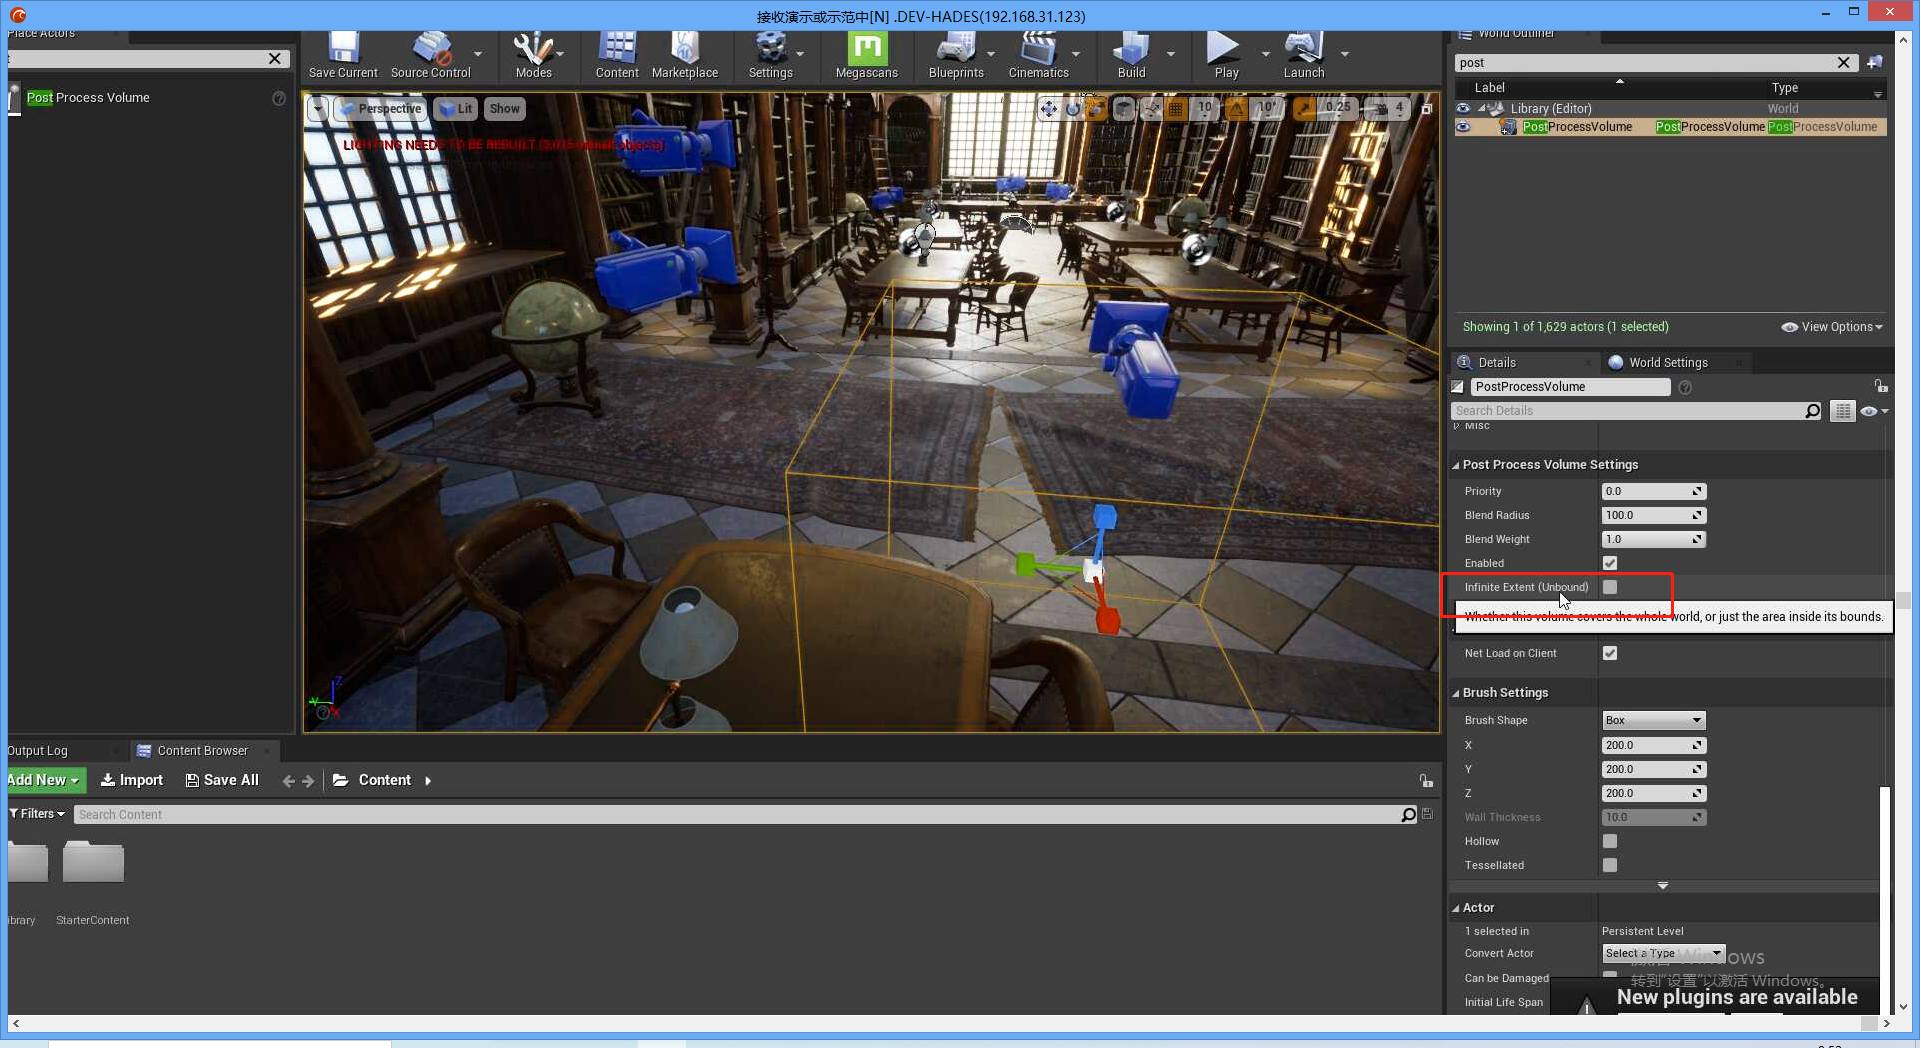 接收演示或示范中[N] .DEV-HADES(192.168.31.123)
Place Actors
Post Process Volume
Save Current
Source Control
Modes
Content
Marketplace
Settings
Megascans
Blueprints
Cinematics
Build
Play
Launch
Perspective
Lit
Show
10
10°
0.25
4
LIGHTING NEEDS TO BE REBUILT
World Outliner
post
Label
Type
Library (Editor)
World
PostProcessVolume
PostProcessVolume
PostProcessVolume
Showing 1 of 1,629 actors (1 selected)
View Options
Details
World Settings
PostProcessVolume
Search Details
Misc
Post Process Volume Settings
Priority
0.0
Blend Radius
100.0
Blend Weight
1.0
Enabled
Infinite Extent (Unbound)
Whether this volume covers the whole world, or just the area inside its bounds.
Net Load on Client
Brush Settings
Brush Shape
Box
X
200.0
Y
200.0
Z
200.0
Wall Thickness
10.0
Hollow
Tessellated
Actor
1 selected in
Persistent Level
Convert Actor
Select a Type
Can be Damaged
Initial Life Span
激活 Windows
转到"设置"以激活 Windows。
New plugins are available
Output Log
Content Browser
Add New
Import
Save All
Content
Filters
Search Content
ibrary
StarterContent
Z